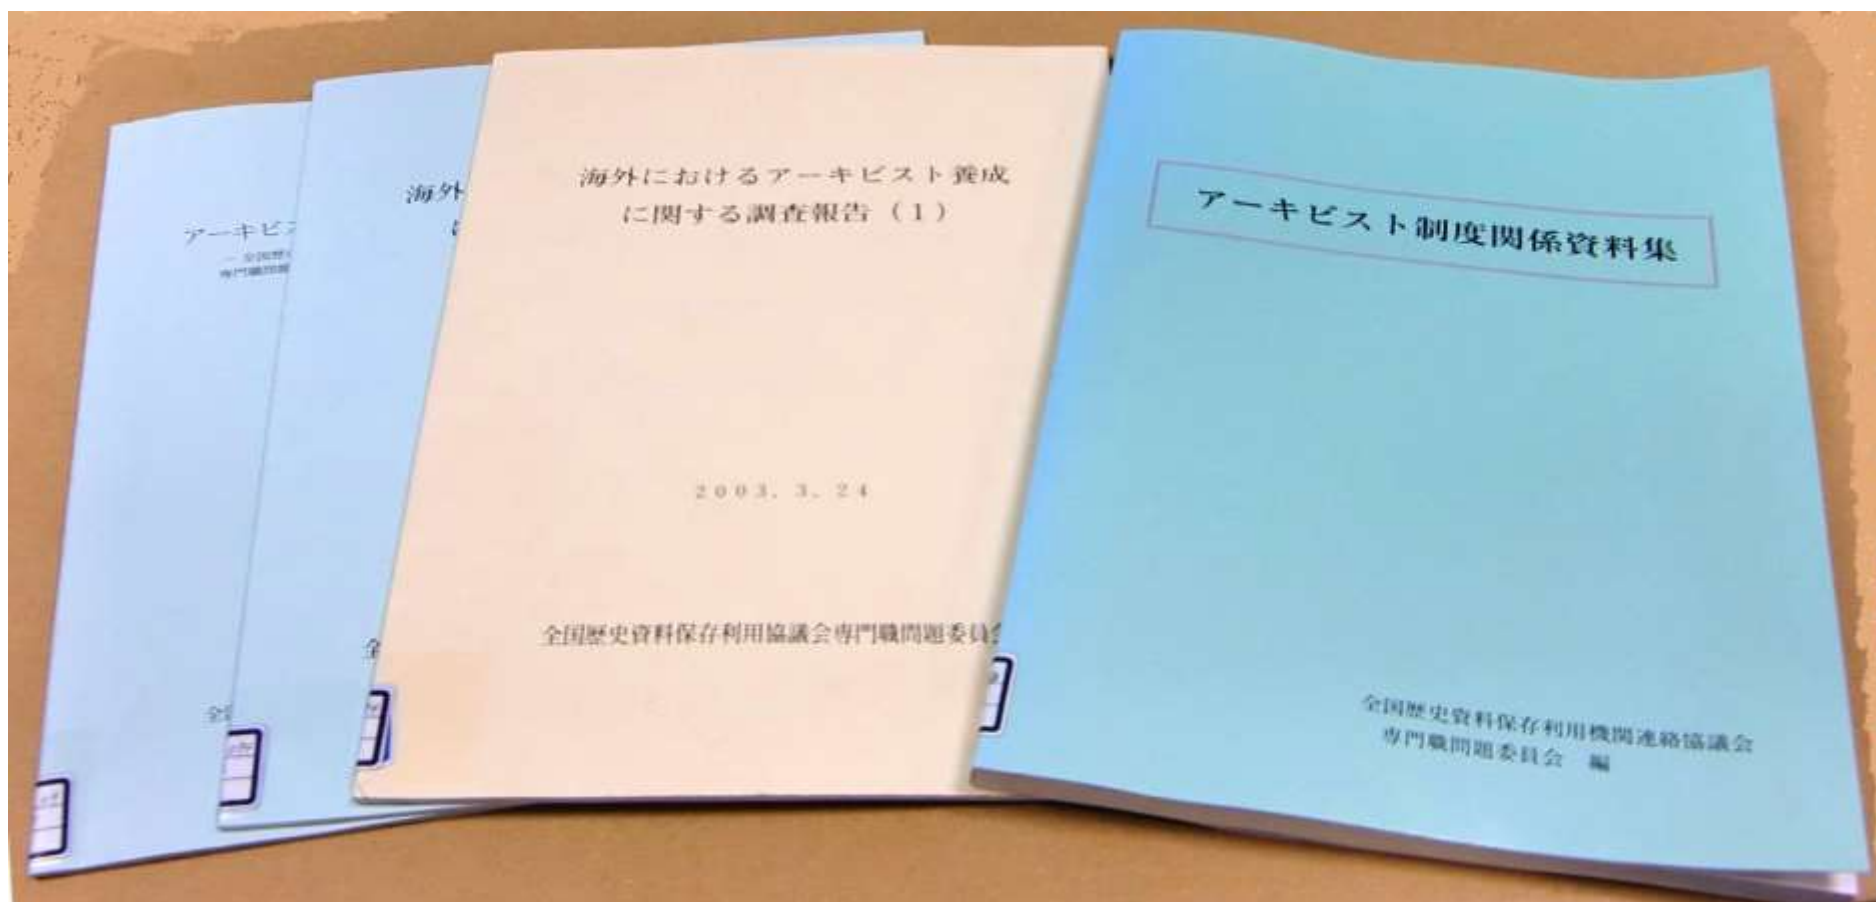 アーキビ
専門職問
海外
海外におけるアーキビスト養成
に関する調査報告（1）
2003．3．24
全国歴史資料保存利用協議会専門職問題委員
アーキビスト制度関係資料集
全国歴史資料保存利用機関連絡協議会
専門職問題委員会　編